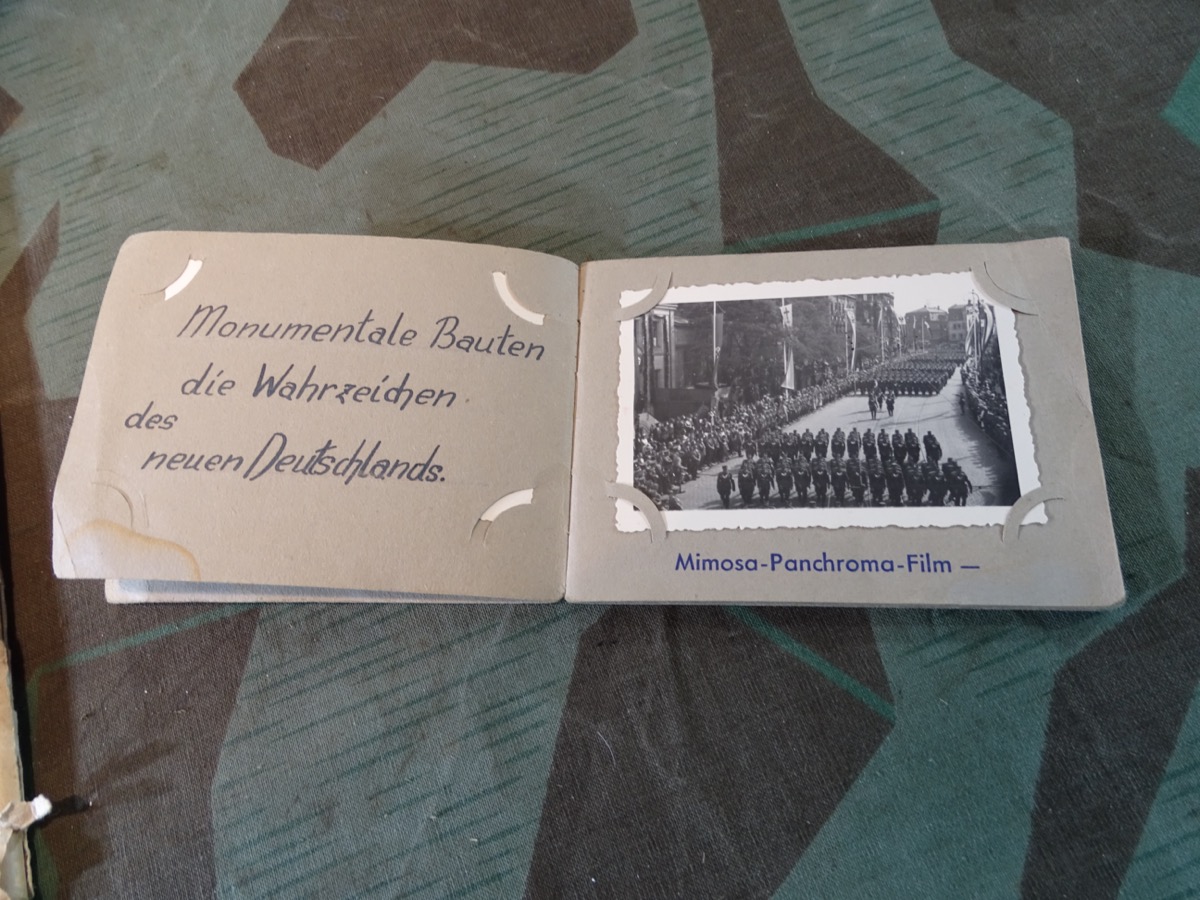 Monumentale Bauten
die Wahrzeichen
des
neuen Deutschlands.
Mimosa-Panchroma-Film —